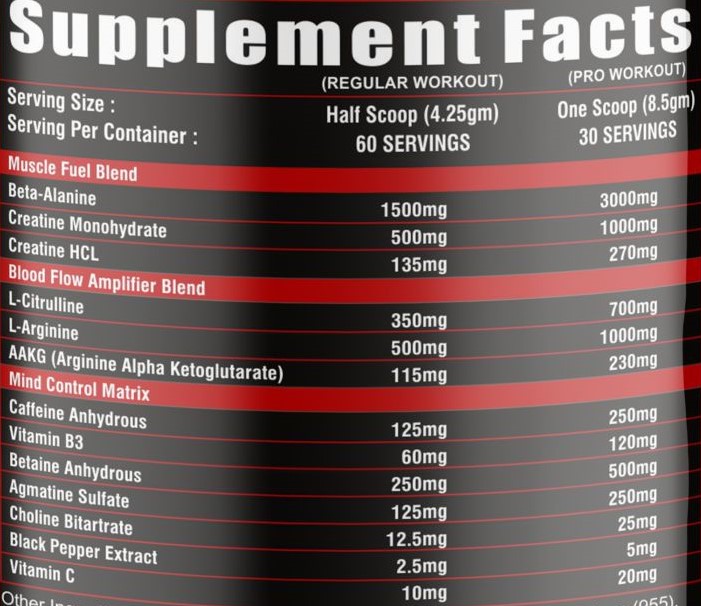 Supplement Facts
(REGULAR WORKOUT) (PRO WORKOUT)
Serving Size : Half Scoop (4.25gm) One Scoop (8.5gm)
Serving Per Container : 60 SERVINGS 30 SERVINGS
Muscle Fuel Blend
Beta-Alanine 1500mg 3000mg
Creatine Monohydrate 500mg 1000mg
Creatine HCL 135mg 270mg
Blood Flow Amplifier Blend
L-Citrulline 350mg 700mg
L-Arginine 500mg 1000mg
AAKG (Arginine Alpha Ketoglutarate) 115mg 230mg
Mind Control Matrix
Caffeine Anhydrous 125mg 250mg
Vitamin B3 60mg 120mg
Betaine Anhydrous 250mg 500mg
Agmatine Sulfate 125mg 250mg
Choline Bitartrate 12.5mg 25mg
Black Pepper Extract 2.5mg 5mg
Vitamin C 10mg 20mg
Other (955),